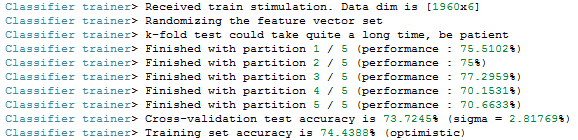 Classifier trainer> Received train stimulation. Data dim is [1960x6]
Classifier trainer> Randomizing the feature vector set
Classifier trainer> k-fold test could take quite a long time, be patient
Classifier trainer> Finished with partition 1 / 5 (performance : 75.5102%)
Classifier trainer> Finished with partition 2 / 5 (performance : 75%)
Classifier trainer> Finished with partition 3 / 5 (performance : 77.2959%)
Classifier trainer> Finished with partition 4 / 5 (performance : 70.1531%)
Classifier trainer> Finished with partition 5 / 5 (performance : 70.6633%)
Classifier trainer> Cross-validation test accuracy is 73.7245% (sigma = 2.81769%)
Classifier trainer> Training set accuracy is 74.4388% (optimistic)